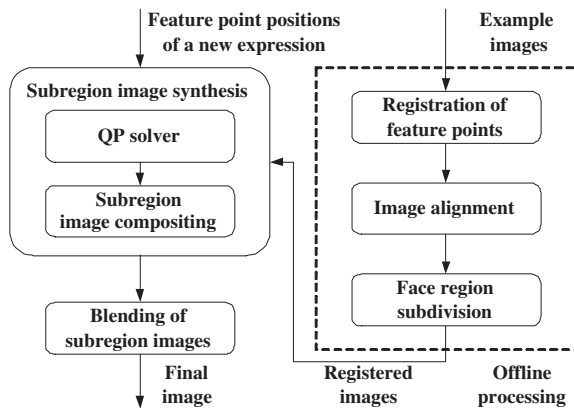 Feature point positions
of a new expression
Subregion image synthesis
QP solver
Subregion
image compositing
Blending of
subregion images
Final
image
Example
images
Registration of
feature points
Image alignment
Face region
subdivision
Registered
images
Offline
processing